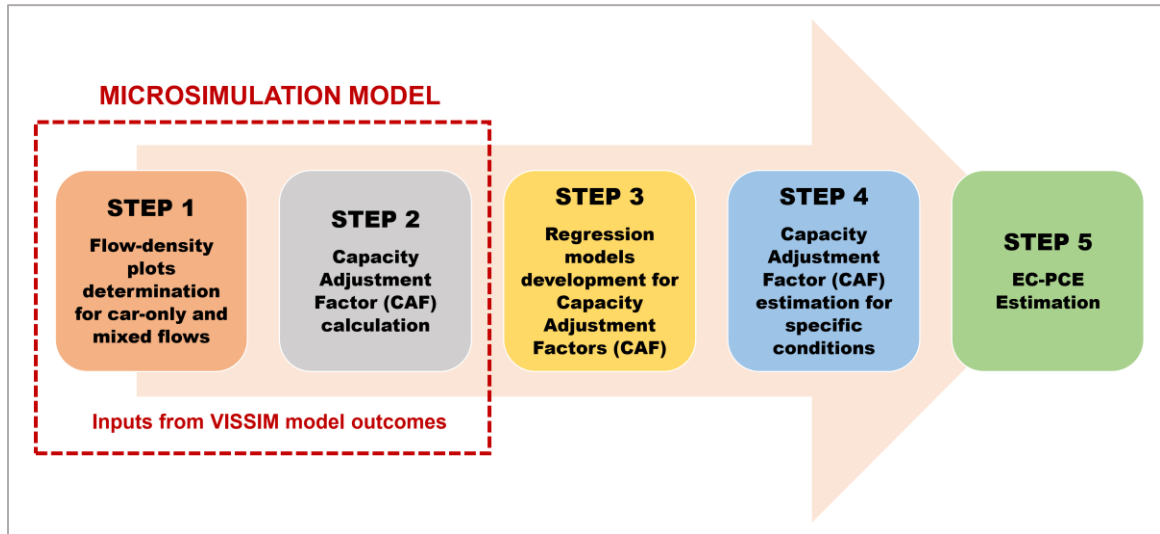 MICROSIMULATION MODEL
STEP 1
Flow-density
plots
determination
for car-only and
mixed flows
STEP 2
Capacity
Adjustment
Factor (CAF)
calculation
STEP 3
Regression
models
development for
Capacity
Adjustment
Factors (CAF)
STEP 4
Capacity
Adjustment
Factor (CAF)
estimation for
specific
conditions
STEP 5
EC-PCE
Estimation
Inputs from VISSIM model outcomes